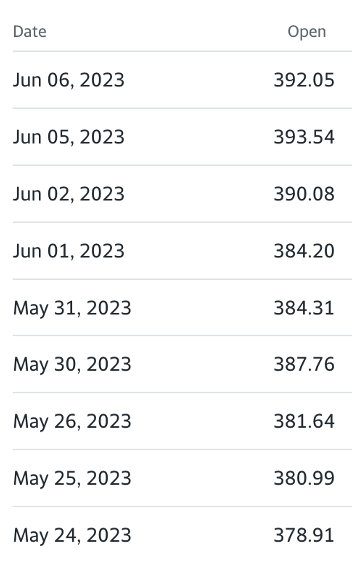 Date Open
Jun 06, 2023 392.05
Jun 05, 2023 393.54
Jun 02, 2023 390.08
Jun 01, 2023 384.20
May 31, 2023 384.31
May 30, 2023 387.76
May 26, 2023 381.64
May 25, 2023 380.99
May 24, 2023 378.91